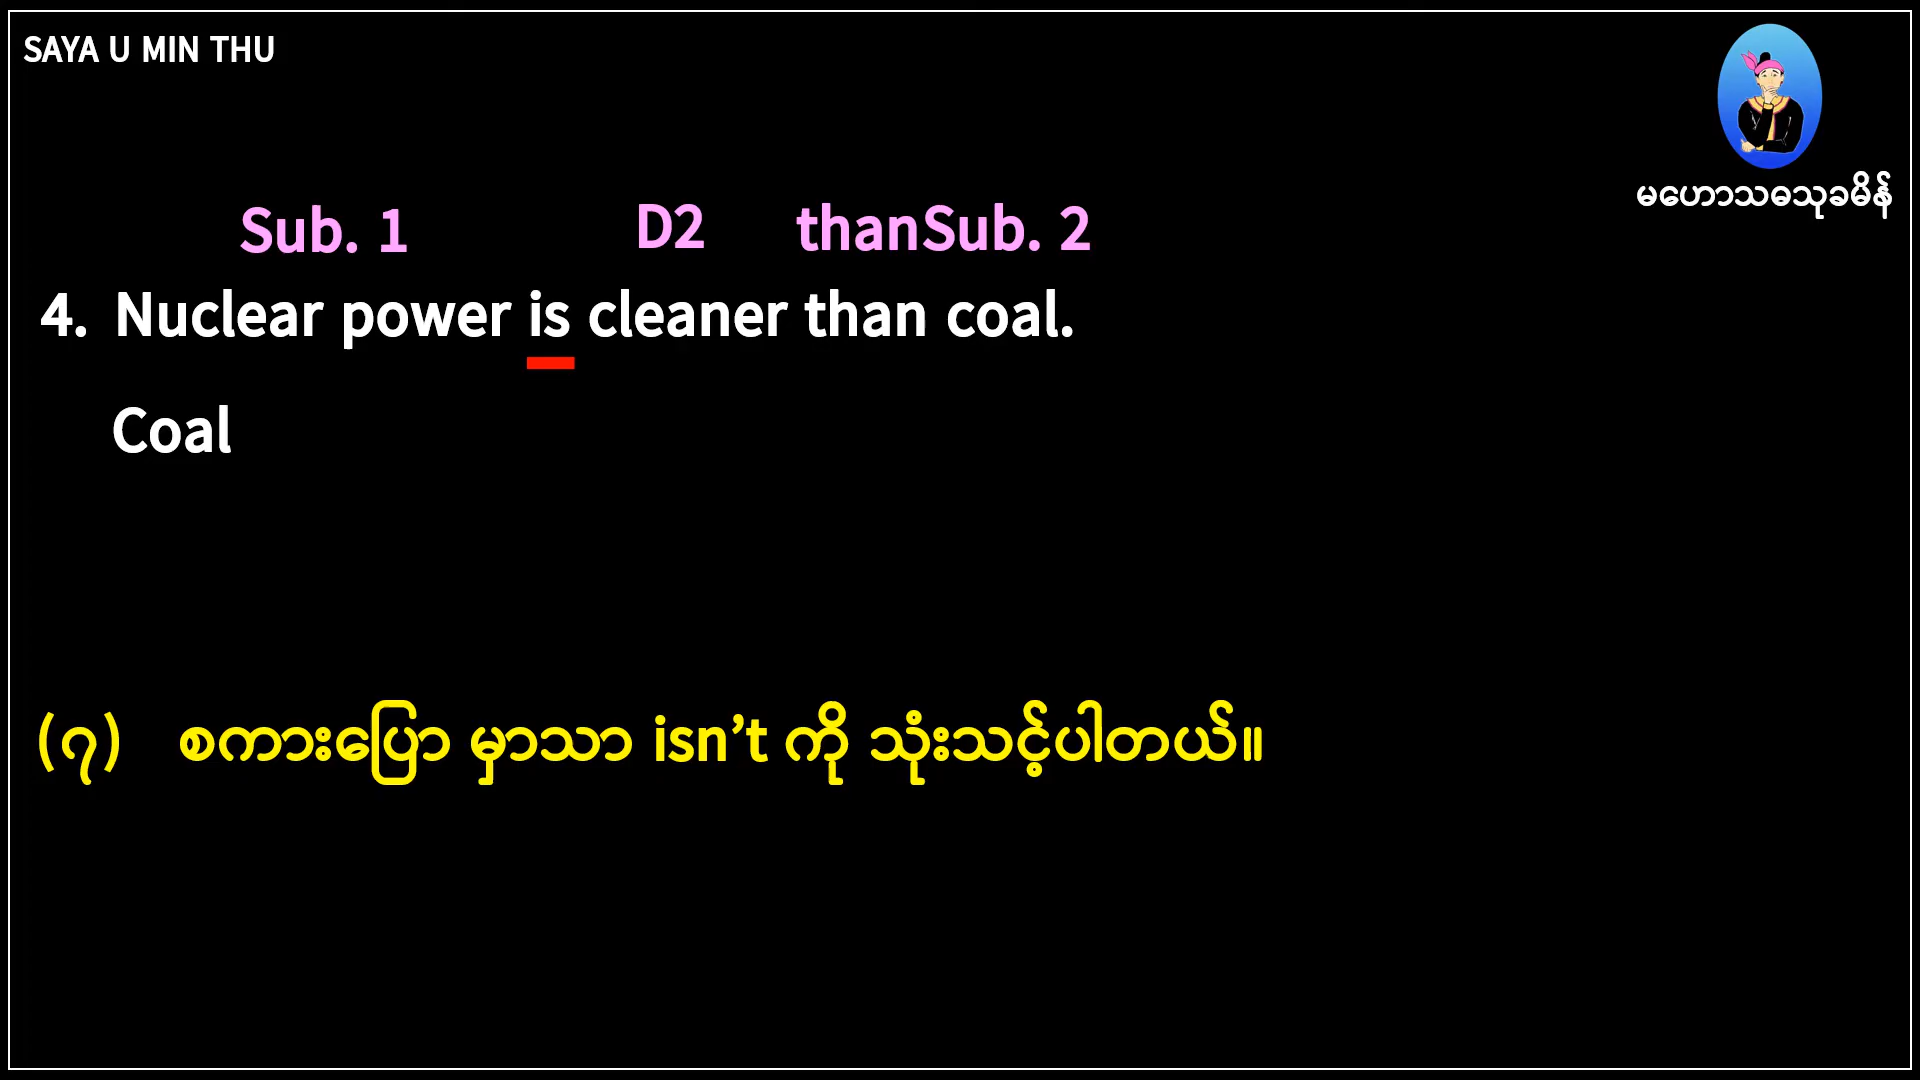 SAYA U MIN THU
မဟောသဓသုခမိန်
Sub. 1 D2 thanSub. 2
4. Nuclear power is cleaner than coal.
Coal
(၇) စကားပြော မှာသာ isn’t ကို သုံးသင့်ပါတယ်။